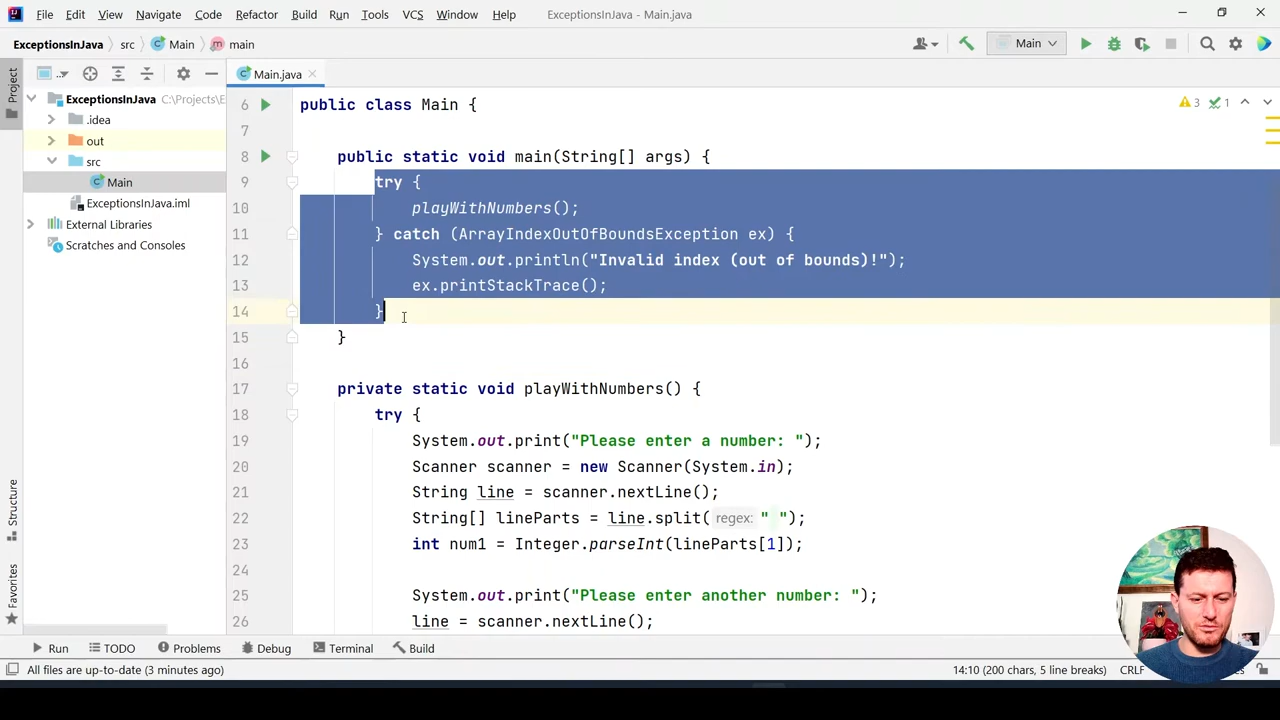 File Edit View Navigate Code Refactor Build Run Tools VCS Window Help ExceptionsInJava - Main.java
ExceptionsInJava src Main main Main
Project
Main.java
ExceptionsInJava C:\Projects\E
.idea
out
src
Main
ExceptionsInJava.iml
External Libraries
Scratches and Consoles
3 1
6 public class Main {
7
8 public static void main(String[] args) {
9 try {
10 playWithNumbers();
11 } catch (ArrayIndexOutOfBoundsException ex) {
12 System.out.println("Invalid index (out of bounds)!");
13 ex.printStackTrace();
14 }
15 }
16
17 private static void playWithNumbers() {
18 try {
19 System.out.print("Please enter a number: ");
20 Scanner scanner = new Scanner(System.in);
21 String line = scanner.nextLine();
22 String[] lineParts = line.split( regex: " ");
23 int num1 = Integer.parseInt(lineParts[1]);
24
25 System.out.print("Please enter another number: ");
26 line = scanner.nextLine();
Structure
Favorites
Run TODO Problems Debug Terminal Build
All files are up-to-date (3 minutes ago) 14:10 (200 chars, 5 line breaks) CRLF